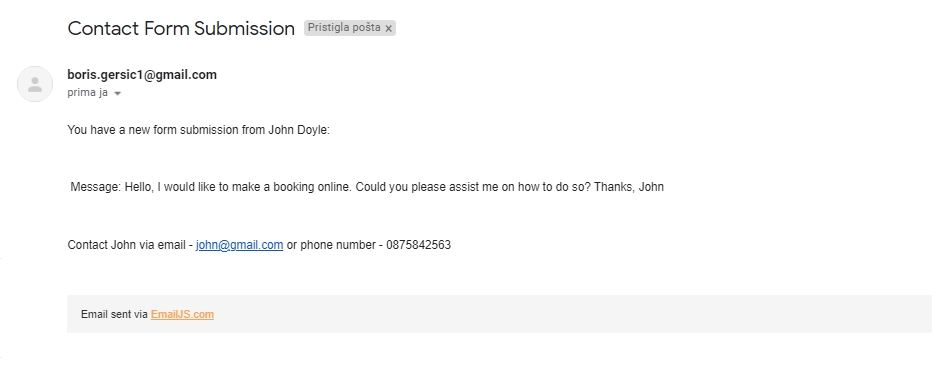 Contact Form Submission Pristigla pošta x
boris.gersic1@gmail.com
prima ja
You have a new form submission from John Doyle:
Message: Hello, I would like to make a booking online. Could you please assist me on how to do so? Thanks, John
Contact John via email - john@gmail.com or phone number - 0875842563
Email sent via EmailJS.com